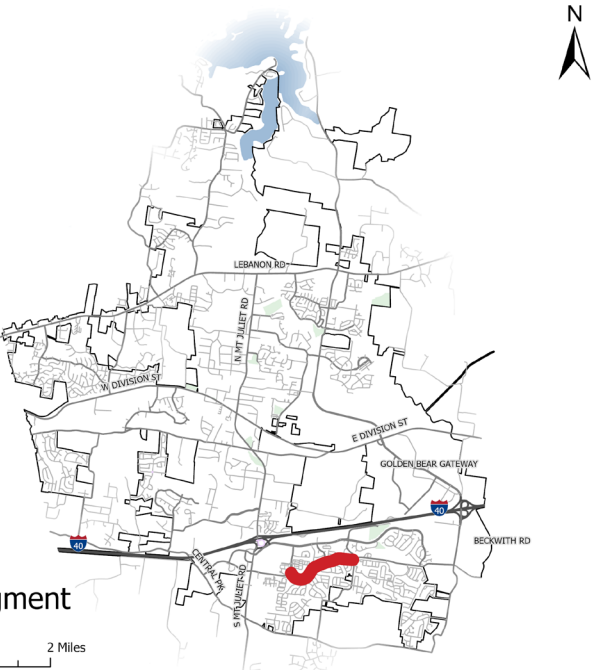 N
LEBANON RD
N MT JULIET RD
W DIVISION ST
E DIVISION ST
GOLDEN BEAR GATEWAY
40
BECKWITH RD
40
CENTRAL PK
S MT JULIET RD
gment
2 Miles